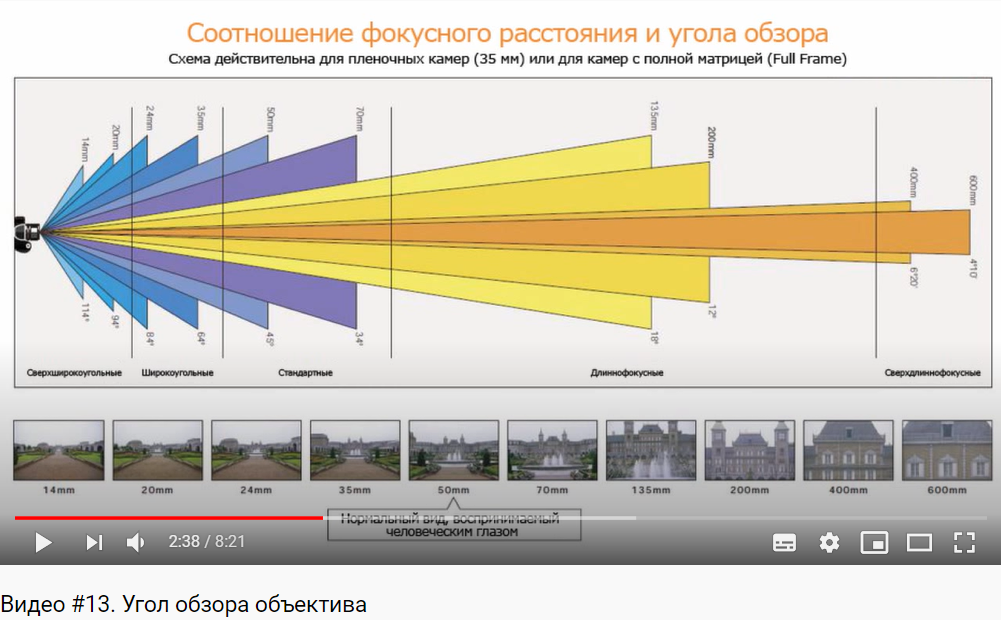 Соотношение фокусного расстояния и угла обзора
Схема действительна для пленочных камер (35 мм) или для камер с полной матрицей (Full Frame)
14mm
20mm
24mm
35mm
50mm
70mm
135mm
200mm
400mm
600mm
114°
94°
84°
64°
45°
34°
18°
12°
6°20'
4°10'
Сверхширокоугольные
Широкоугольные
Стандартные
Длиннофокусные
Сверхдлиннофокусные
14mm
20mm
24mm
35mm
50mm
70mm
135mm
200mm
400mm
600mm
Нормальный вид, воспринимаемый
человеческим глазом
2:38 / 8:21
Видео #13. Угол обзора объектива